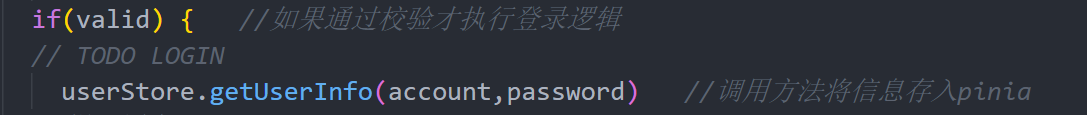 if(valid) { //如果通过校验才执行登录逻辑
// TODO LOGIN
userStore.getUserInfo(account,password) //调用方法将信息存入pinia